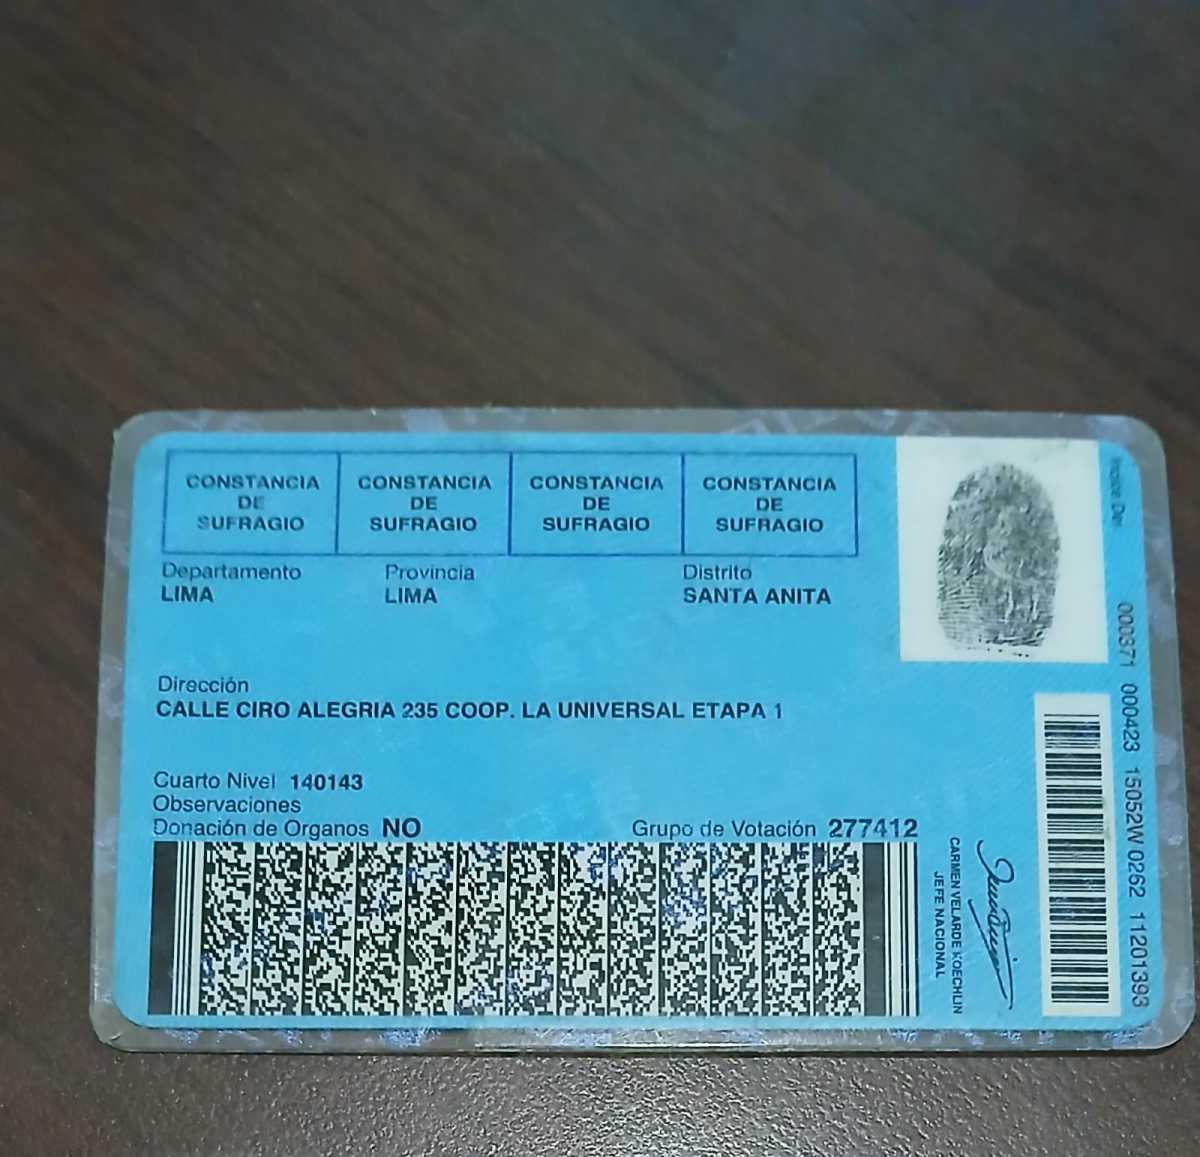 CONSTANCIA DE SUFRAGIO
CONSTANCIA DE SUFRAGIO
CONSTANCIA DE SUFRAGIO
CONSTANCIA DE SUFRAGIO
Departamento Provincia Distrito
LIMA LIMA SANTA ANITA
Dirección
CALLE CIRO ALEGRIA 235 COOP. LA UNIVERSAL ETAPA 1
Cuarto Nivel 140143
Observaciones
Donación de Organos NO Grupo de Votación 277412
CARMEN VELARDE KOECHLIN
JEFE NACIONAL
000371 000423 15052W 0262 11201393